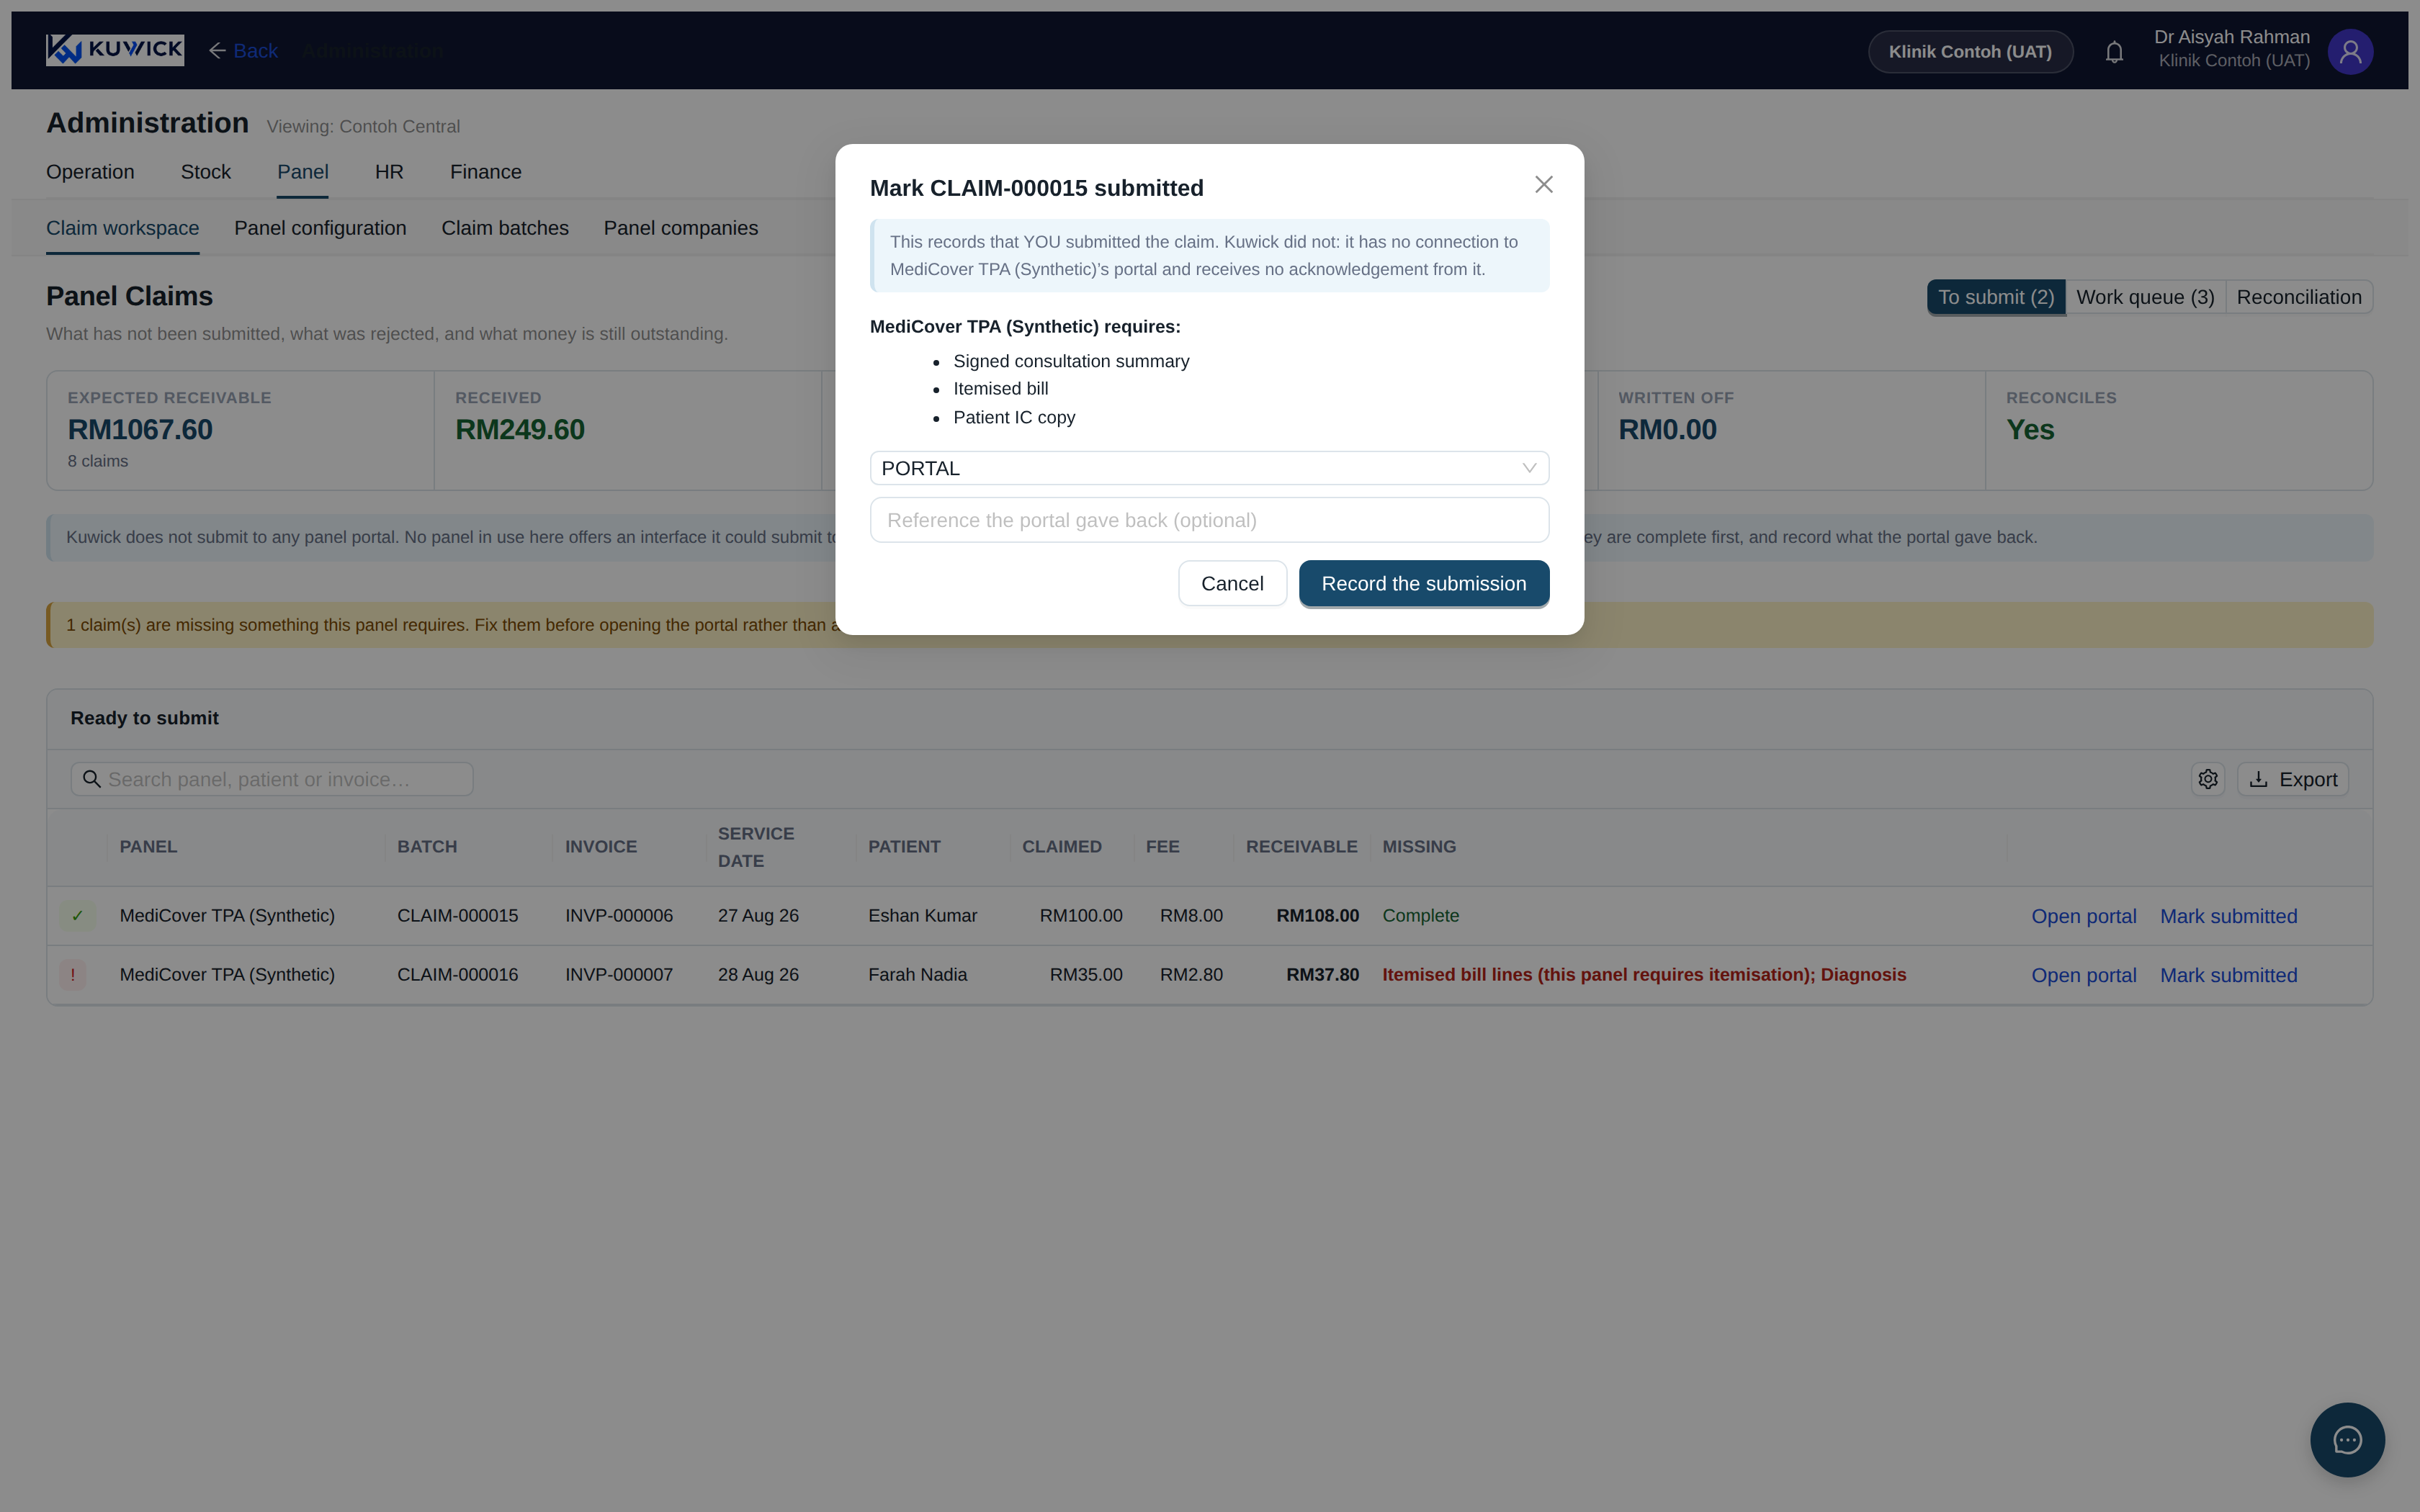 KUWICK
Back
Administration
Klinik Contoh (UAT)
Dr Aisyah Rahman
Klinik Contoh (UAT)
Administration
Viewing: Contoh Central
Operation
Stock
Panel
HR
Finance
Claim workspace
Panel configuration
Claim batches
Panel companies
Panel Claims
What has not been submitted, what was rejected, and what money is still outstanding.
To submit (2)
Work queue (3)
Reconciliation
EXPECTED RECEIVABLE
RM1067.60
8 claims
RECEIVED
RM249.60
WRITTEN OFF
RM0.00
RECONCILES
Yes
Kuwick does not submit to any panel portal. No panel in use here offers an interface it could submit
are complete first, and record what the portal gave back.
1 claim(s) are missing something this panel requires. Fix them before opening the portal rather than
Mark CLAIM-000015 submitted
This records that YOU submitted the claim. Kuwick did not: it has no connection to
MediCover TPA (Synthetic)’s portal and receives no acknowledgement from it.
MediCover TPA (Synthetic) requires:
• Signed consultation summary
• Itemised bill
• Patient IC copy
PORTAL
Reference the portal gave back (optional)
Cancel
Record the submission
Ready to submit
Search panel, patient or invoice…
Export
PANEL BATCH INVOICE SERVICE DATE PATIENT CLAIMED FEE RECEIVABLE MISSING
✓ MediCover TPA (Synthetic) CLAIM-000015 INVP-000006 27 Aug 26 Eshan Kumar RM100.00 RM8.00 RM108.00 Complete Open portal Mark submitted
! MediCover TPA (Synthetic) CLAIM-000016 INVP-000007 28 Aug 26 Farah Nadia RM35.00 RM2.80 RM37.80 Itemised bill lines (this panel requires itemisation); Diagnosis Open portal Mark submitted